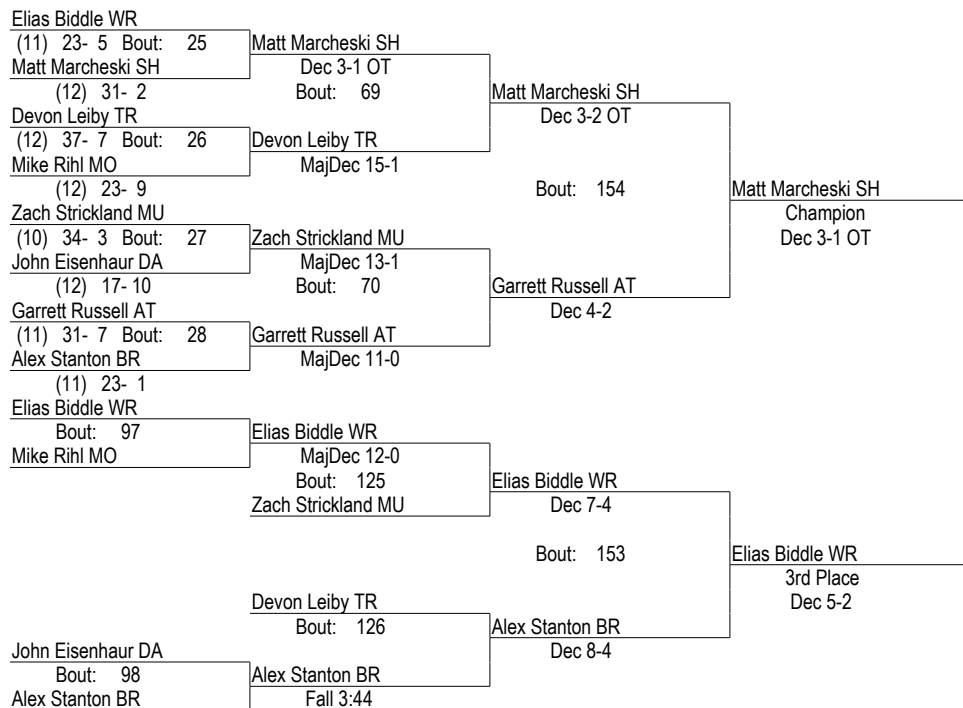 Elias Biddle WR
(11) 23- 5 Bout: 25 Matt Marcheski SH
Matt Marcheski SH Dec 3-1 OT
(12) 31- 2 Bout: 69 Matt Marcheski SH
Devon Leiby TR Dec 3-2 OT
(12) 37- 7 Bout: 26 Devon Leiby TR
Mike Rihl MO MajDec 15-1
(12) 23- 9 Bout: 154 Matt Marcheski SH
Zach Strickland MU Champion
(10) 34- 3 Bout: 27 Zach Strickland MU Dec 3-1 OT
John Eisenhaur DA MajDec 13-1
(12) 17- 10 Bout: 70 Garrett Russell AT
Garrett Russell AT Dec 4-2
(11) 31- 7 Bout: 28 Garrett Russell AT
Alex Stanton BR MajDec 11-0
(11) 23- 1
Elias Biddle WR
Bout: 97 Elias Biddle WR
Mike Rihl MO MajDec 12-0
Bout: 125 Elias Biddle WR
Zach Strickland MU Dec 7-4
Bout: 153 Elias Biddle WR
3rd Place
Devon Leiby TR Dec 5-2
Bout: 126 Alex Stanton BR
John Eisenhaur DA Dec 8-4
Bout: 98 Alex Stanton BR
Alex Stanton BR Fall 3:44